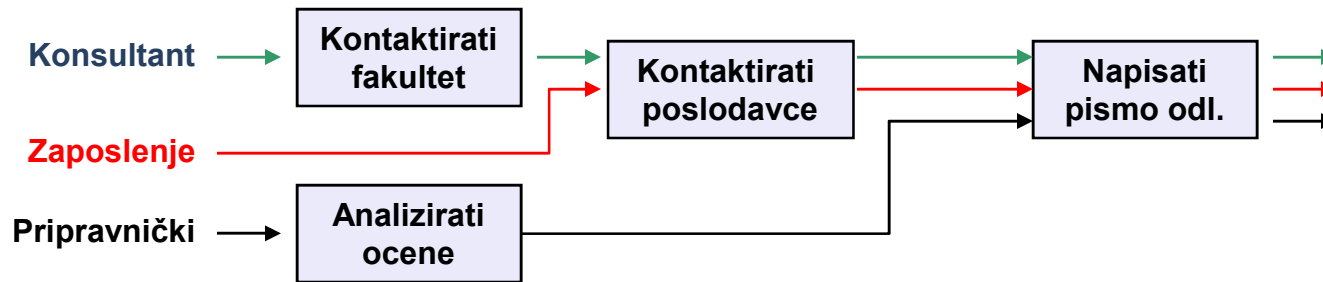 Konsultant
Kontaktirati
fakultet
Kontaktirati
poslodavce
Napisati
pismo odl.
Zaposlenje
Pripravnički
Analizirati
ocene